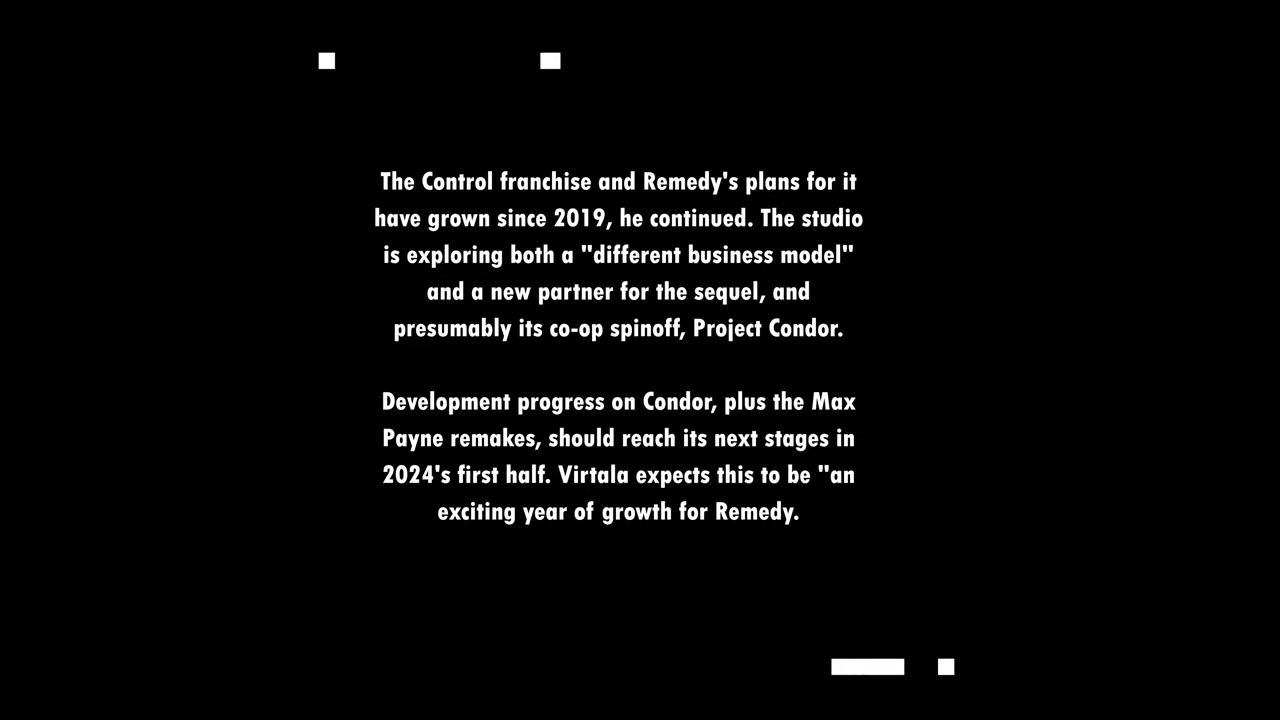 The Control franchise and Remedy's plans for it
have grown since 2019, he continued. The studio
is exploring both a "different business model"
and a new partner for the sequel, and
presumably its co-op spinoff, Project Condor.
Development progress on Condor, plus the Max
Payne remakes, should reach its next stages in
2024's first half. Virtala expects this to be "an
exciting year of growth for Remedy.